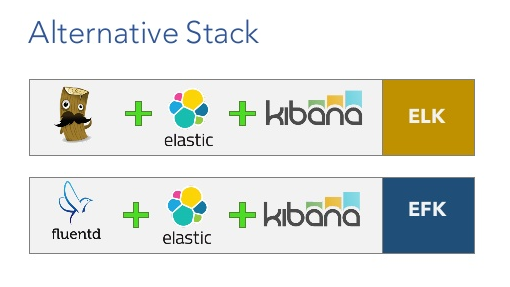 Alternative Stack
elastic
kibana
ELK
fluentd
elastic
kibana
EFK